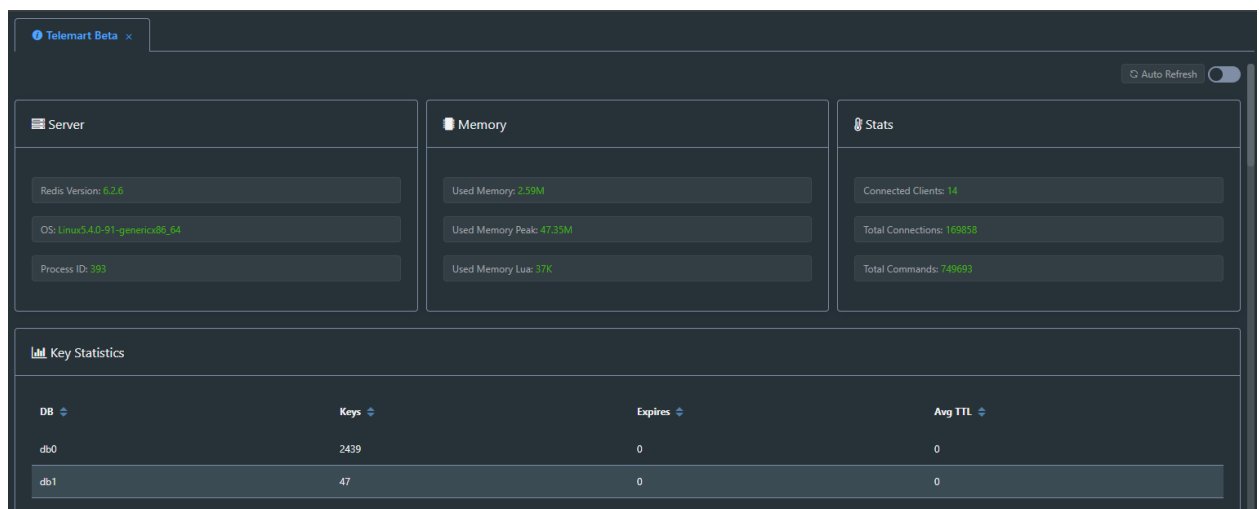 Telemart Beta ×
Auto Refresh
Server
Redis Version: 6.2.6
OS: Linux5.4.0-91-genericx86_64
Process ID: 393
Memory
Used Memory: 2.59M
Used Memory Peak: 47.35M
Used Memory Lua: 37K
Stats
Connected Clients: 14
Total Connections: 169858
Total Commands: 749693
Key Statistics
DB Keys Expires Avg TTL
db0 2439 0 0
db1 47 0 0